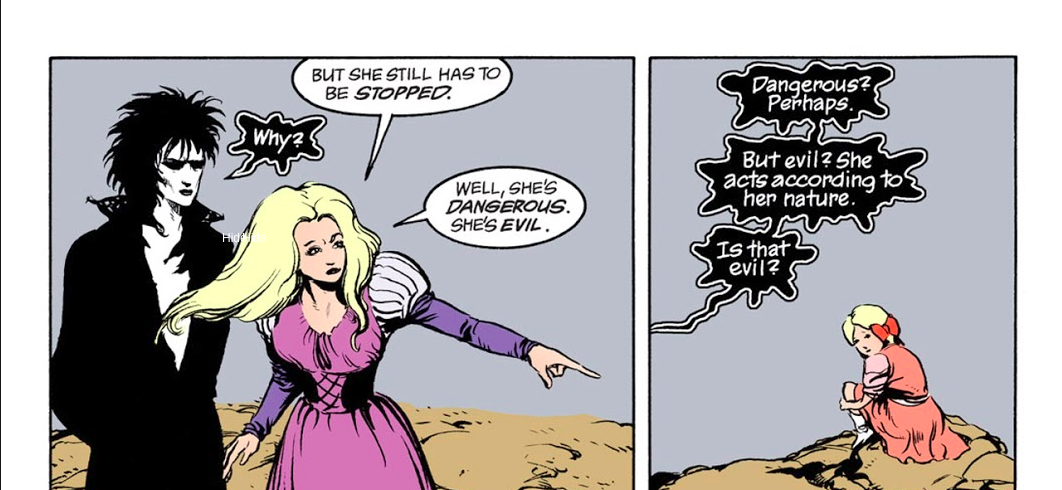 BUT SHE STILL HAS TO
BE STOPPED.
Why?
WELL, SHE'S
DANGEROUS.
SHE'S EVIL.
Dangerous?
Perhaps.
But evil? She
acts according to
her nature.
Is that
evil?